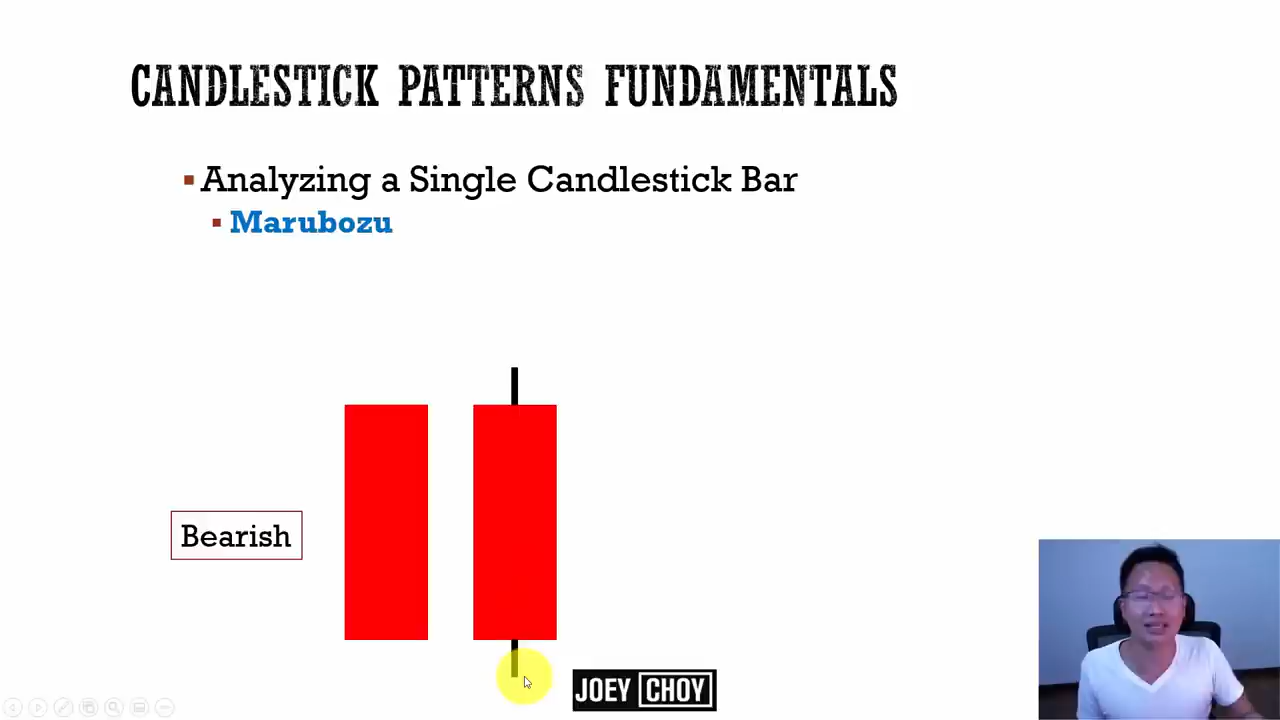 CANDLESTICK PATTERNS FUNDAMENTALS
Analyzing a Single Candlestick Bar
Marubozu
Bearish
JOEY CHOY